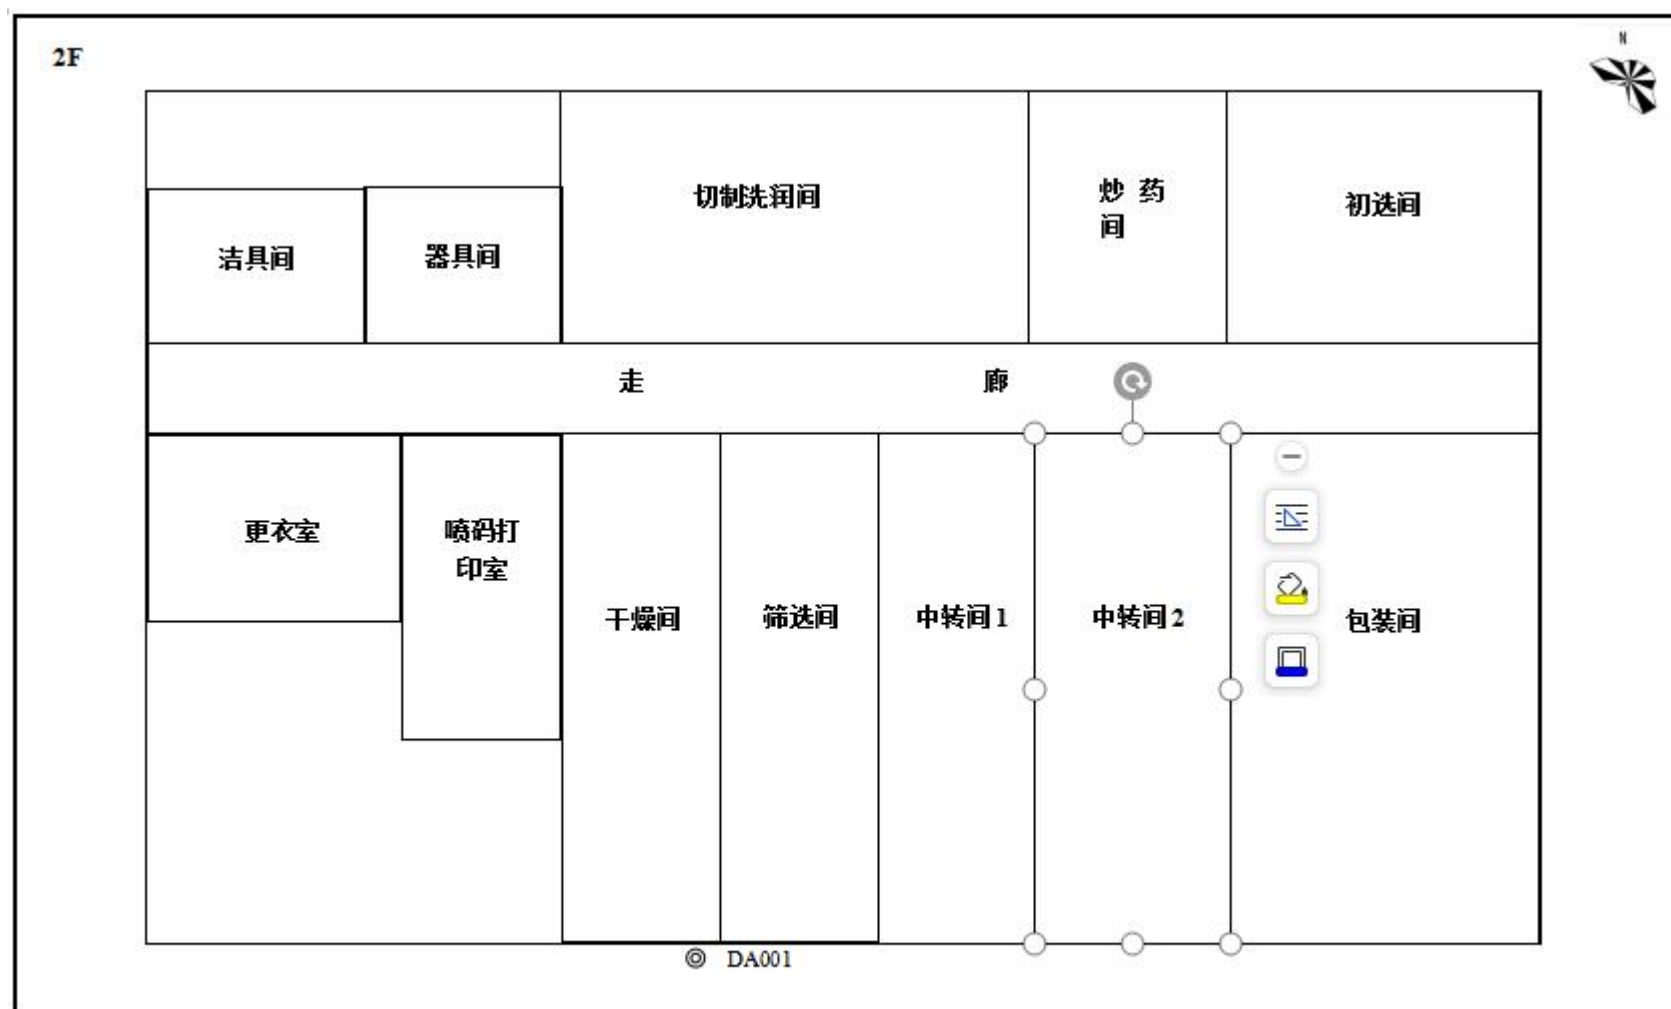 N
2F
切制洗润间
炒 药
间
初选间
洁具间
器具间
走 廊
更衣室
喷码打
印室
干燥间
筛选间
中转间1
中转间2
包装间
◎ DA001